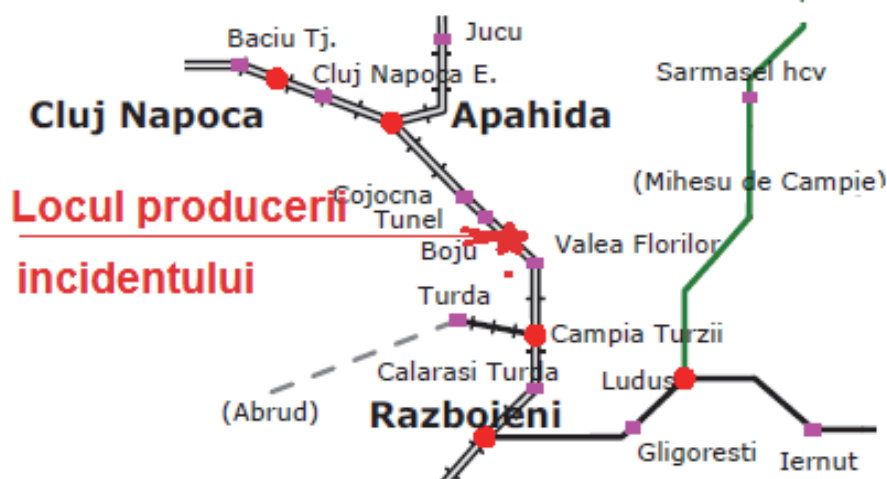 Jucu
Baciu Tj.
Cluj Napoca E.
Sarmasel hcv
Cluj Napoca
Apahida
(Mihesu de Campie)
Cojocna
Locul producerii
Tunel
Boju
Valea Florilor
incidentului
Turda
Campia Turzii
Calarasi Turda
Ludus
(Abrud)
Razboieni
Gligoresti
Iernut